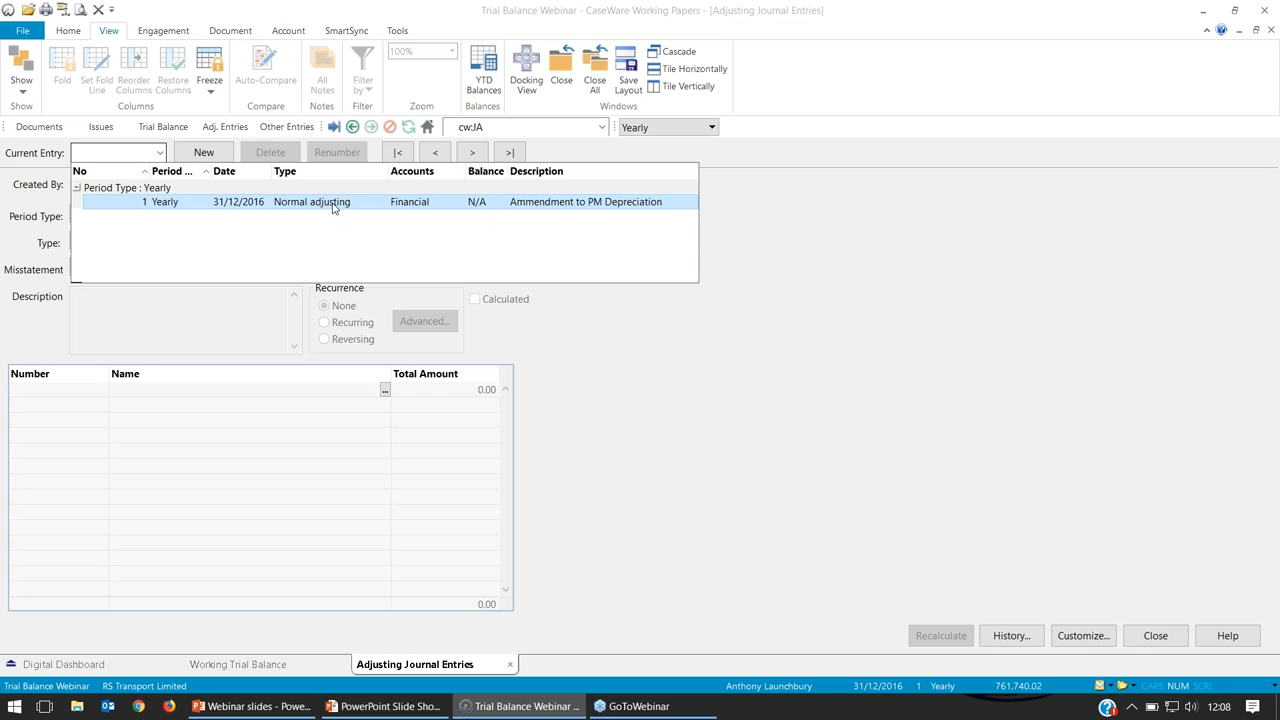 Trial Balance Webinar - CaseWare Working Papers - [Adjusting Journal Entries]
File Home View Engagement Document Account SmartSync Tools
Show
Show
Fold
Set Fold Line
Reorder Columns
Restore Columns
Freeze
Columns
Auto-Compare
Compare
All Notes
Notes
Filter by
Filter
100%
Zoom
YTD Balances
Balances
Docking View
Close
Close All
Save Layout
Cascade
Tile Horizontally
Tile Vertically
Windows
Documents Issues Trial Balance Adj. Entries Other Entries cw:JA Yearly
Current Entry: New Delete Renumber |< < > >|
No Period ... Date Type Accounts Balance Description
Period Type : Yearly
1 Yearly 31/12/2016 Normal adjusting Financial N/A Ammendment to PM Depreciation
Created By:
Period Type:
Type:
Misstatement
Description
Recurrence
None
Recurring
Reversing
Advanced...
Calculated
Number Name Total Amount
... 0.00
0.00
Recalculate History... Customize... Close Help
Digital Dashboard Working Trial Balance Adjusting Journal Entries ×
Trial Balance Webinar RS Transport Limited Anthony Launchbury 31/12/2016 1 Yearly 761,740.02 CAPS NUM SCRL
Webinar slides - Powe... PowerPoint Slide Sho... Trial Balance Webinar ... GoToWebinar 12:08